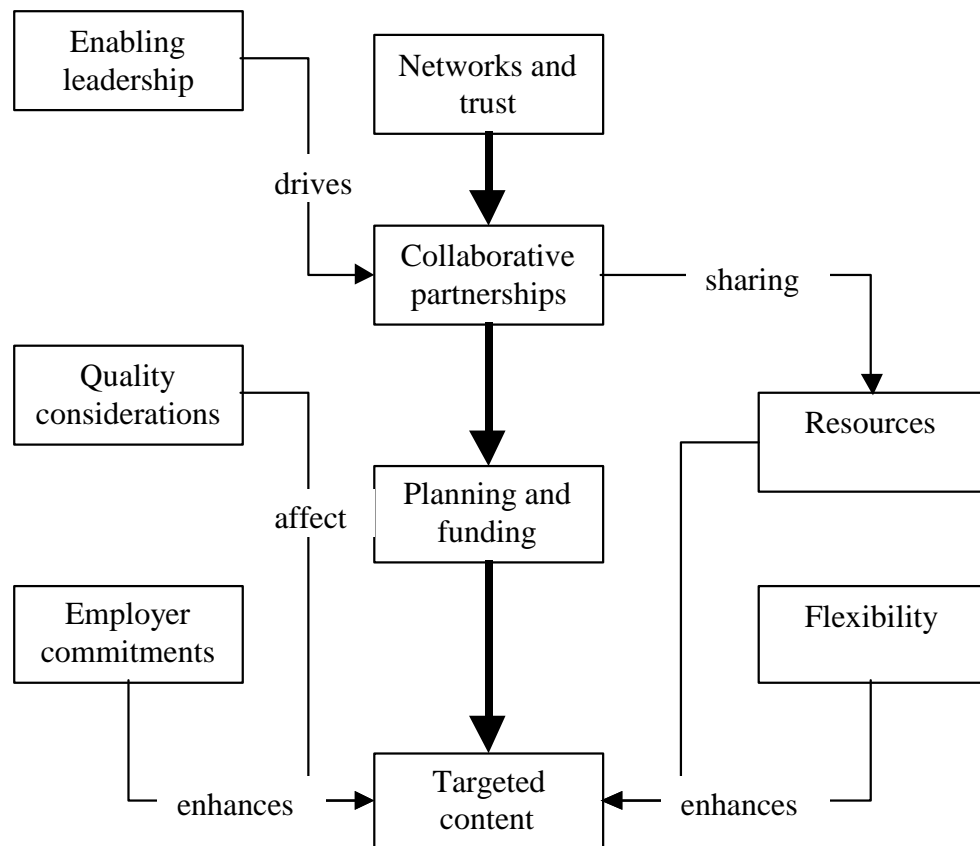 Enabling
leadership
Networks and
trust
drives
Collaborative
partnerships
sharing
Quality
considerations
Resources
affect
Planning and
funding
Employer
commitments
Flexibility
enhances
Targeted
content
enhances